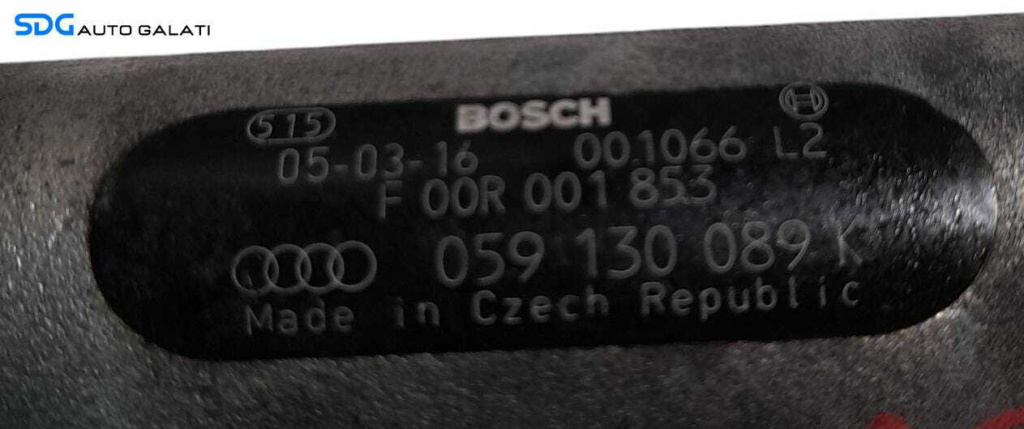 SDG AUTO GALATI
515 BOSCH
05-03-16 001066 L2
F 00R 001 853
059 130 089 K
Made in Czech Republic